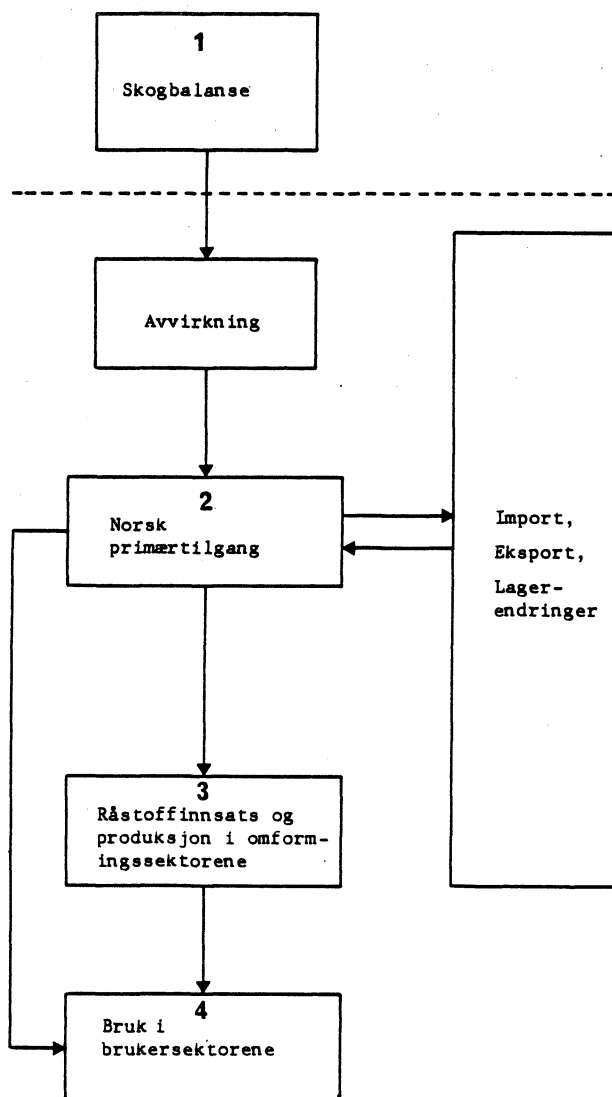 1
Skogbalanse
Avvirkning
2
Norsk
primærtilgang
Import,
Eksport,
Lager-
endringer
3
Råstoffinnsats og
produksjon i omform-
ingssektorene
4
Bruk i
brukersektorene